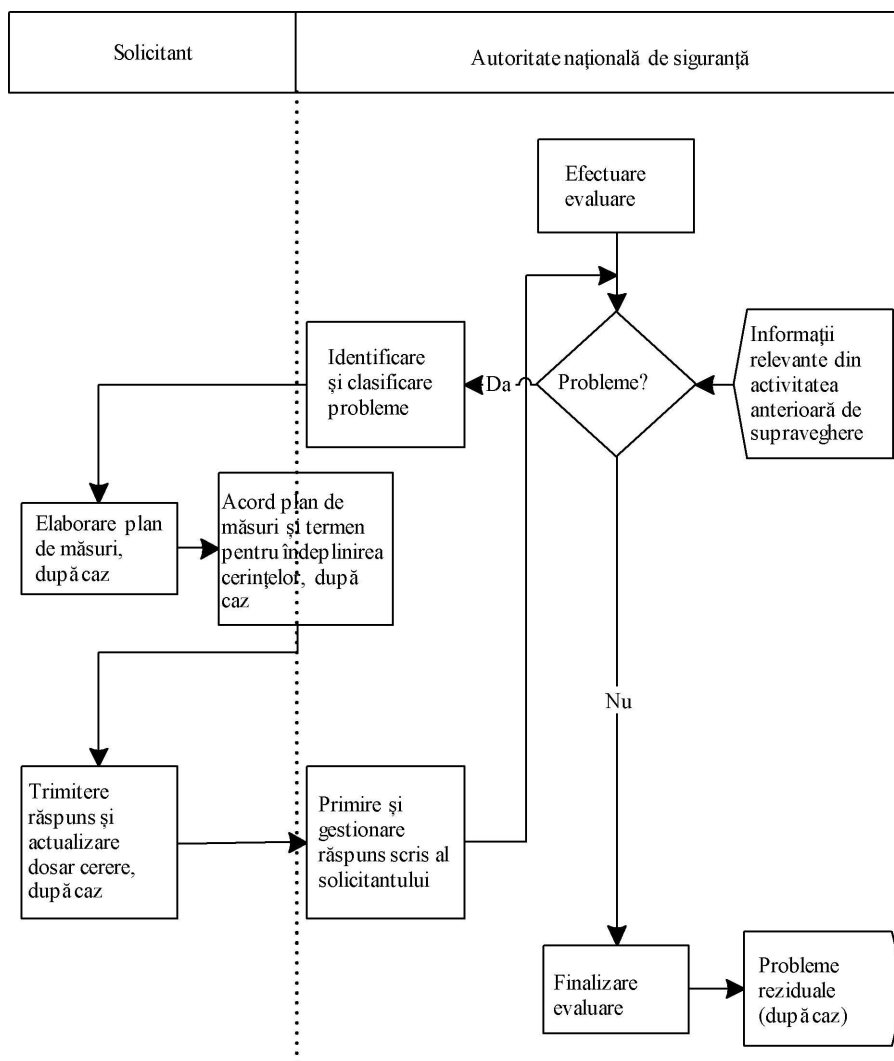 Solicitant
Autoritate națională de siguranță
Efectuare
evaluare
Informații
relevante din
activitatea
anterioară de
supraveghere
Probleme?
Da
Identificare
și clasificare
probleme
Elaborare plan
de măsuri,
după caz
Acord plan de
măsuri și termen
pentru îndeplinirea
cerințelor, după
caz
Nu
Trimitere
răspuns și
actualizare
dosar cerere,
după caz
Primire și
gestionare
răspuns scris al
solicitantului
Finalizare
evaluare
Probleme
reziduale
(după caz)